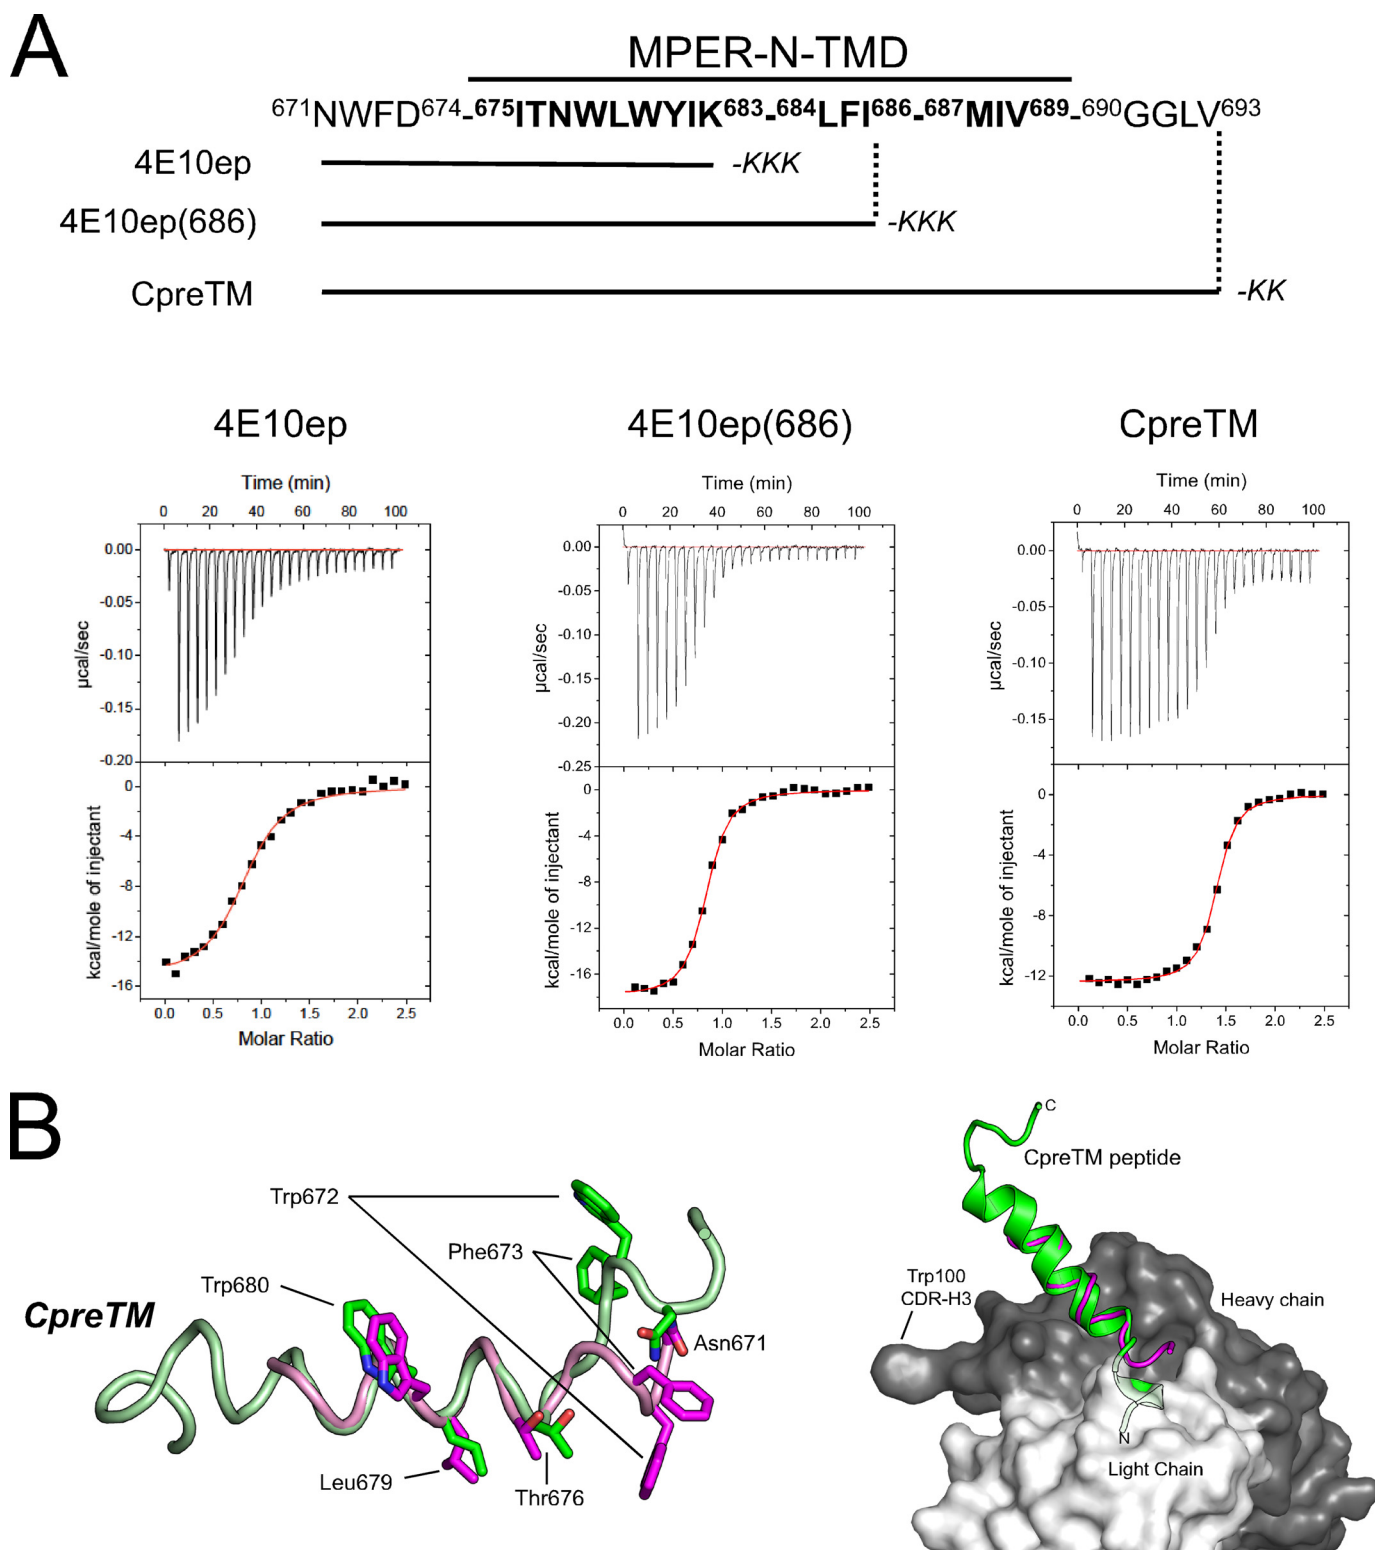 A
MPER-N-TMD
671NWFD674-675ITNWLWYIK683-684LFI686-687MIV689-690GGLV693
4E10ep -KKK
4E10ep(686) -KKK
CpreTM -KK
4E10ep 4E10ep(686) CpreTM
Time (min) Time (min) Time (min)
0 20 40 60 80 100
0 20 40 60 80 100
0 20 40 60 80 100
µcal/sec
0.00
-0.05
-0.10
-0.15
-0.20
µcal/sec
0.00
-0.05
-0.10
-0.15
-0.20
-0.25
µcal/sec
0.00
-0.05
-0.10
-0.15
kcal/mole of injectant
0
-4
-8
-12
-16
kcal/mole of injectant
0
-4
-8
-12
-16
kcal/mole of injectant
0
-4
-8
-12
0.0 0.5 1.0 1.5 2.0 2.5
0.0 0.5 1.0 1.5 2.0 2.5
0.0 0.5 1.0 1.5 2.0 2.5
Molar Ratio Molar Ratio Molar Ratio
B
CpreTM
Trp672
Phe673
Trp680
Asn671
Leu679
Thr676
C
CpreTM peptide
Trp100
CDR-H3
Heavy chain
N
Light Chain